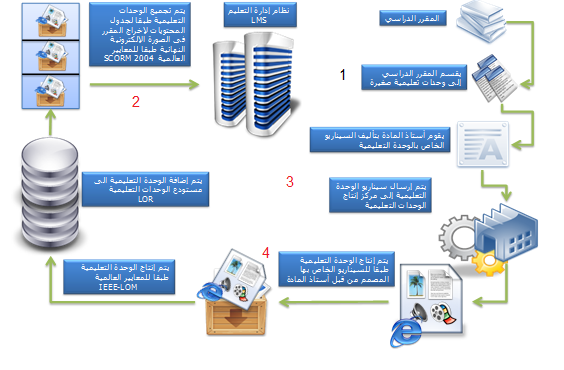 المقرر الدراسي
1
يقسم المقرر الدراسي
إلى وحدات تعليمية صغيرة
يقوم أستاذ المادة بتأليف السيناريو
الخاص بالوحدة التعليمية
3
يتم إرسال سيناريو الوحدة
التعليمية إلى مركز إنتاج
الوحدات التعليمية
4
يتم إنتاج الوحدة التعليمية
طبقا للسيناريو الخاص بها
المصمم من قبل أستاذ المادة
يتم إنتاج الوحدة التعليمية
طبقا للمعايير العالمية
IEEE-LOM
يتم إضافة الوحدة التعليمية الى
مستودع الوحدات التعليمية
LOR
2
يتم تجميع الوحدات
التعليمية طبقا لجدول
المحتويات لإخراج المقرر
فى الصورة الالكترونية
النهائية طبقا للمعايير
العالمية SCORM 2004
نظام إدارة التعليم
LMS